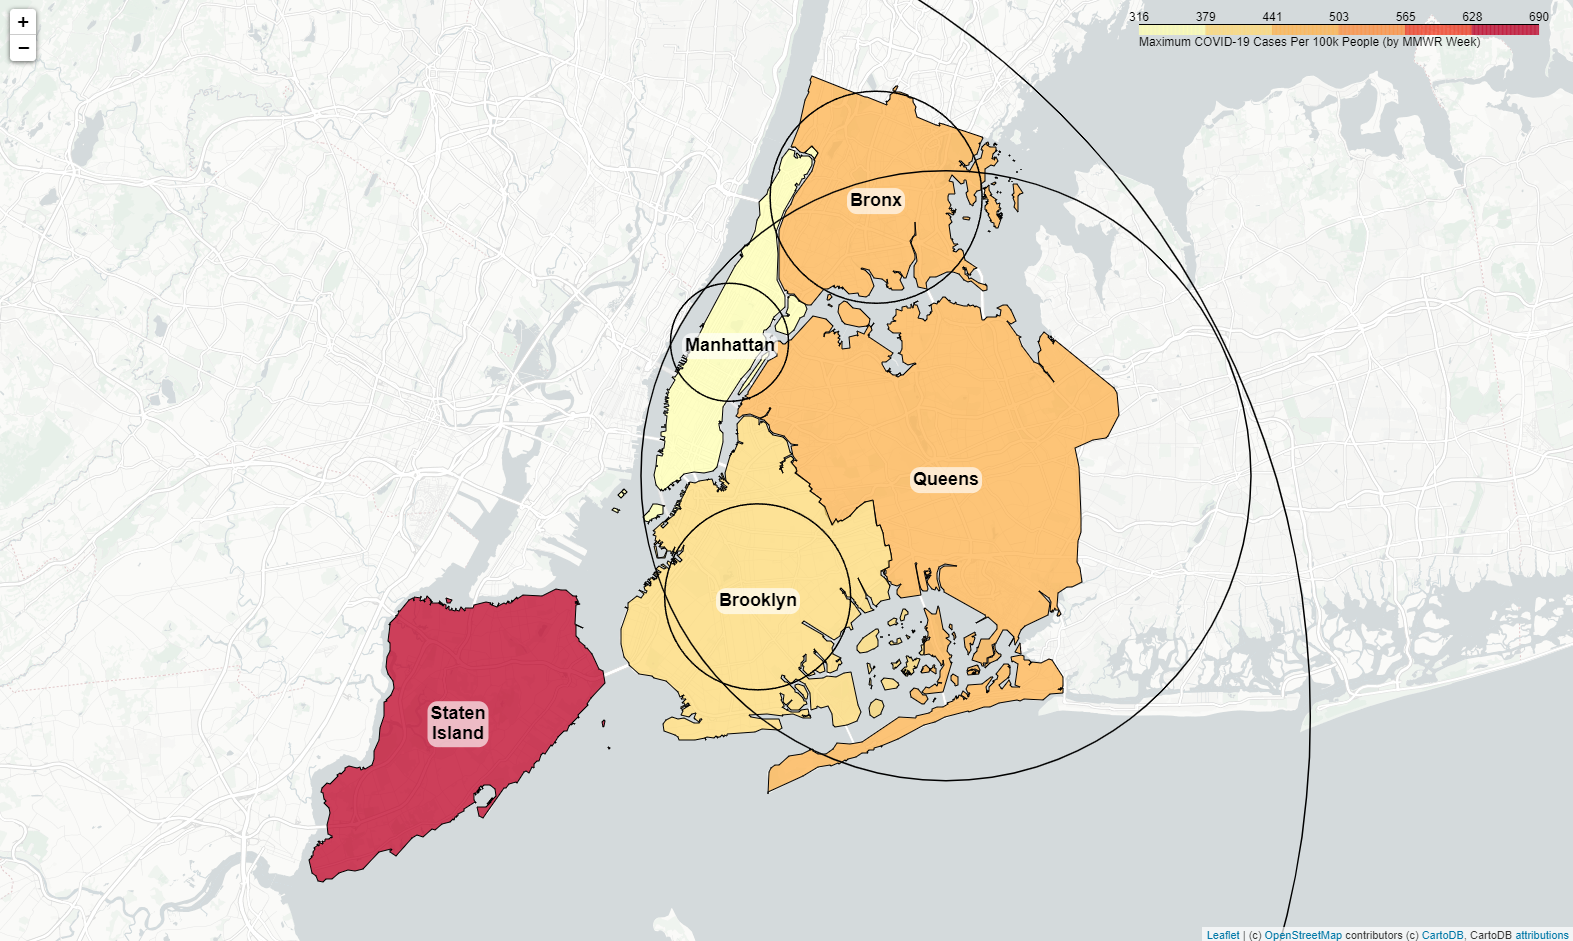 +
−
316 379 441 503 565 628 690
Maximum COVID-19 Cases Per 100k People (by MMWR Week)
Bronx
Manhattan
Queens
Brooklyn
Staten
Island
Leaflet | (c) OpenStreetMap contributors (c) CartoDB, CartoDB attributions